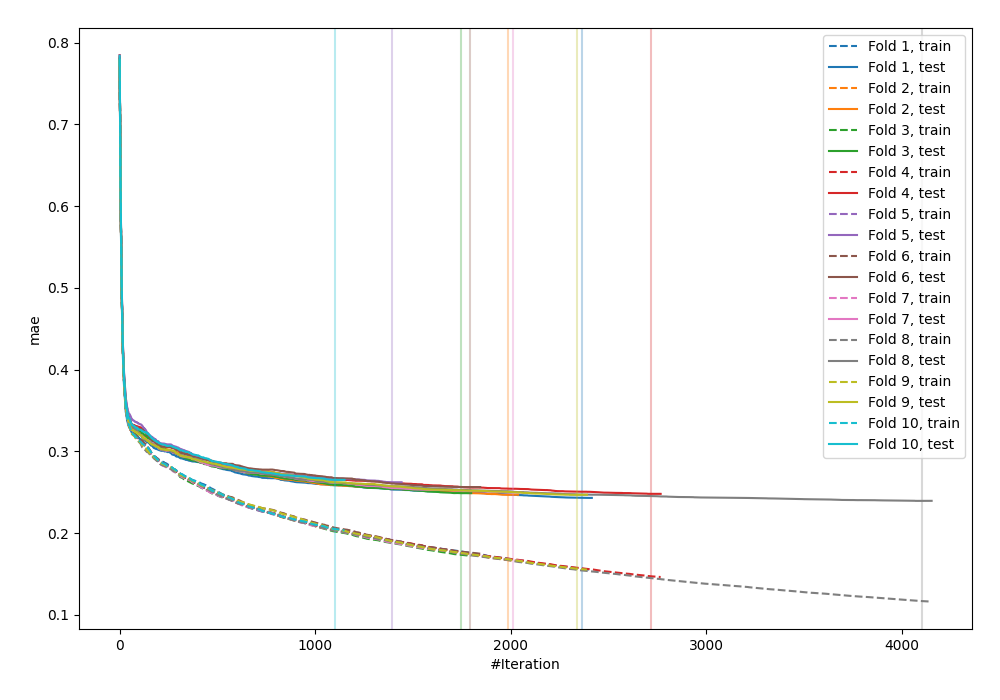 0.8
0.7
0.6
0.5
0.4
0.3
0.2
0.1
mae
0
1000
2000
3000
4000
#Iteration
Fold 1, train
Fold 1, test
Fold 2, train
Fold 2, test
Fold 3, train
Fold 3, test
Fold 4, train
Fold 4, test
Fold 5, train
Fold 5, test
Fold 6, train
Fold 6, test
Fold 7, train
Fold 7, test
Fold 8, train
Fold 8, test
Fold 9, train
Fold 9, test
Fold 10, train
Fold 10, test